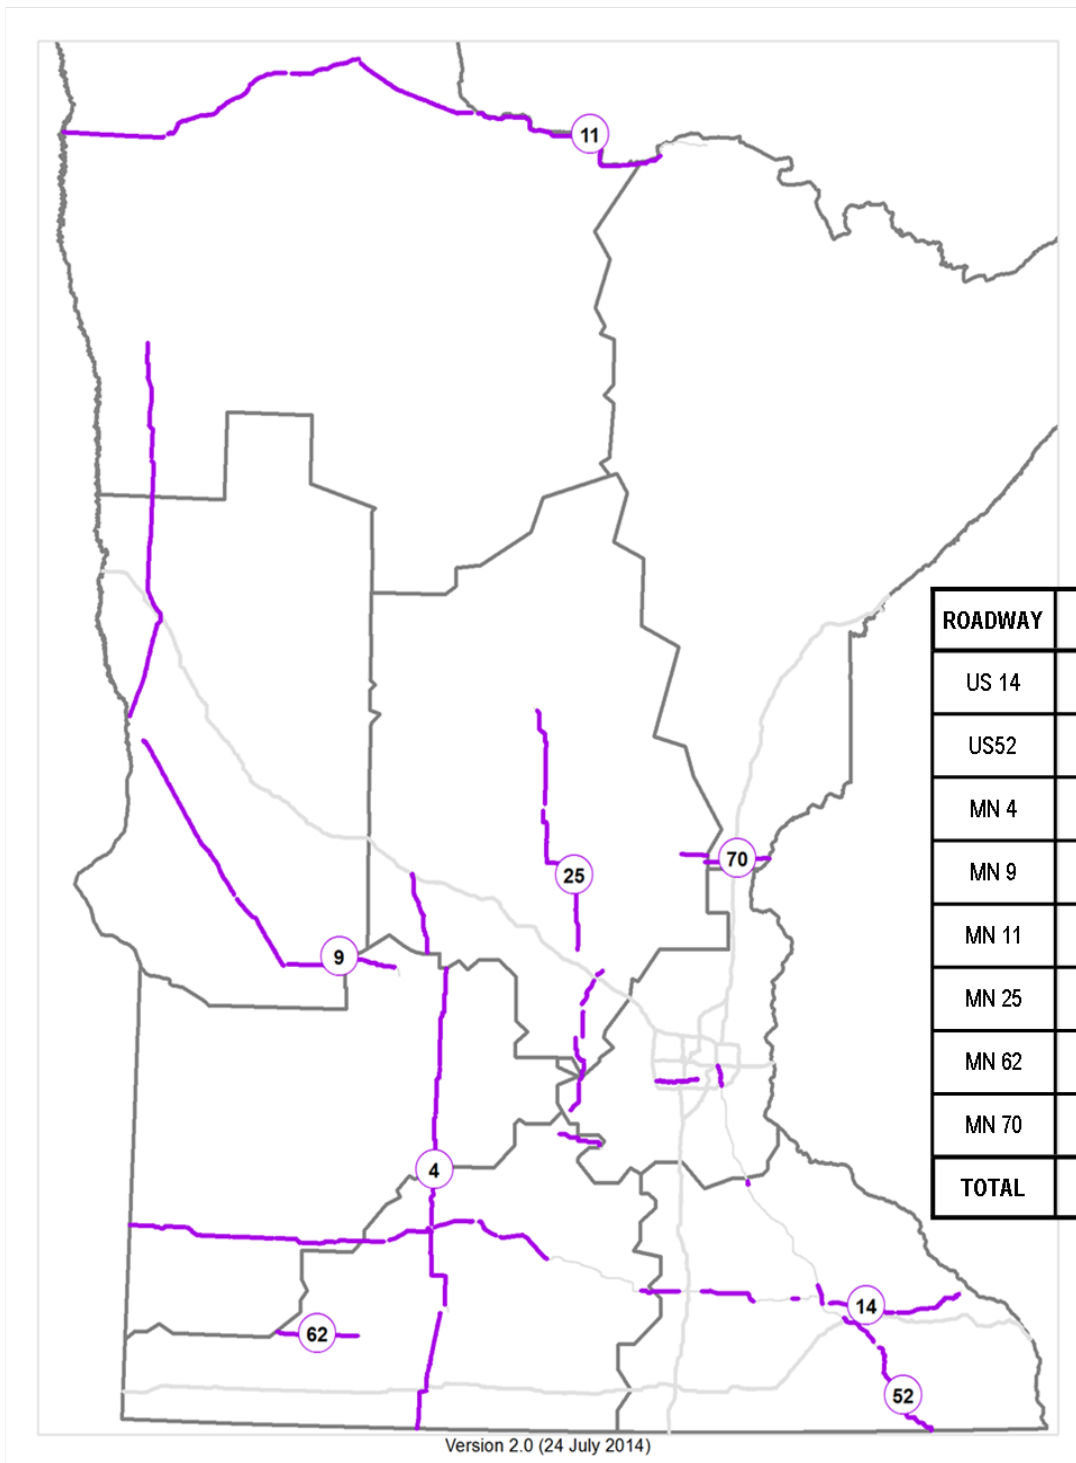 11
ROADWAY
US 14
US52
MN 4
MN 9
MN 11
MN 25
MN 62
MN 70
TOTAL
70
25
9
4
14
62
52
Version 2.0 (24 July 2014)